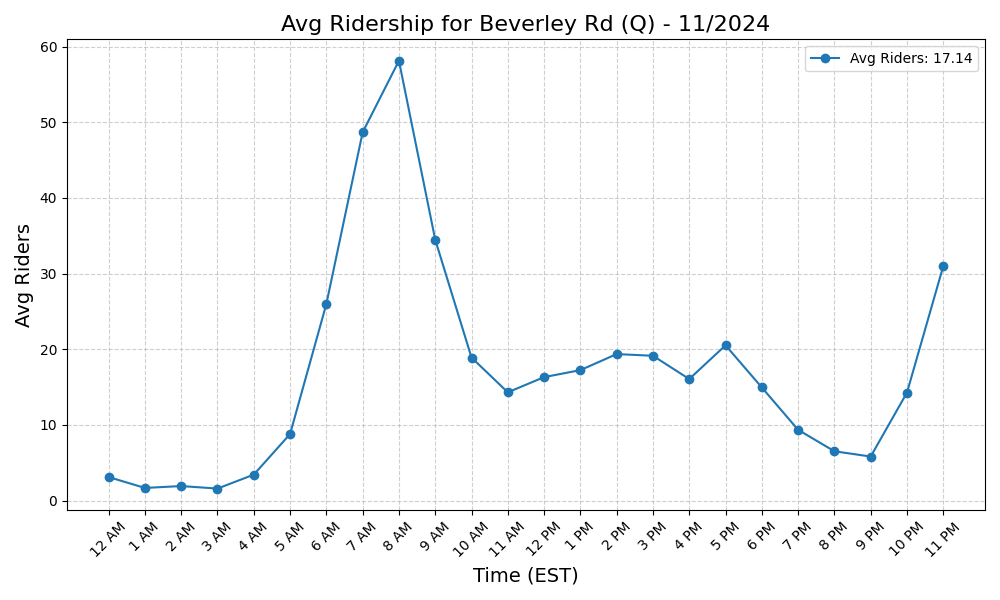 Avg Ridership for Beverley Rd (Q) - 11/2024
Avg Riders: 17.14
Avg Riders
60
50
40
30
20
10
0
12 AM
1 AM
2 AM
3 AM
4 AM
5 AM
6 AM
7 AM
8 AM
9 AM
10 AM
11 AM
12 PM
1 PM
2 PM
3 PM
4 PM
5 PM
6 PM
7 PM
8 PM
9 PM
10 PM
11 PM
Time (EST)